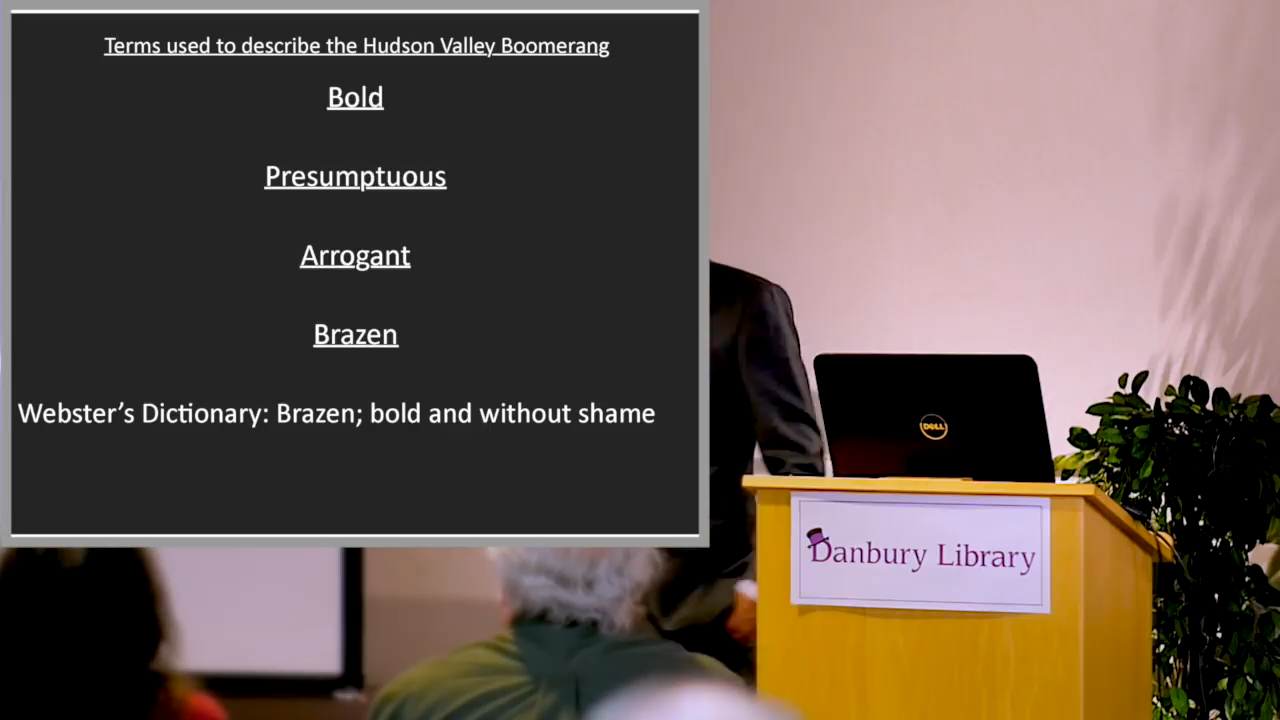 Terms used to describe the Hudson Valley Boomerang
Bold
Presumptuous
Arrogant
Brazen
Webster’s Dictionary: Brazen; bold and without shame
DELL
Danbury Library